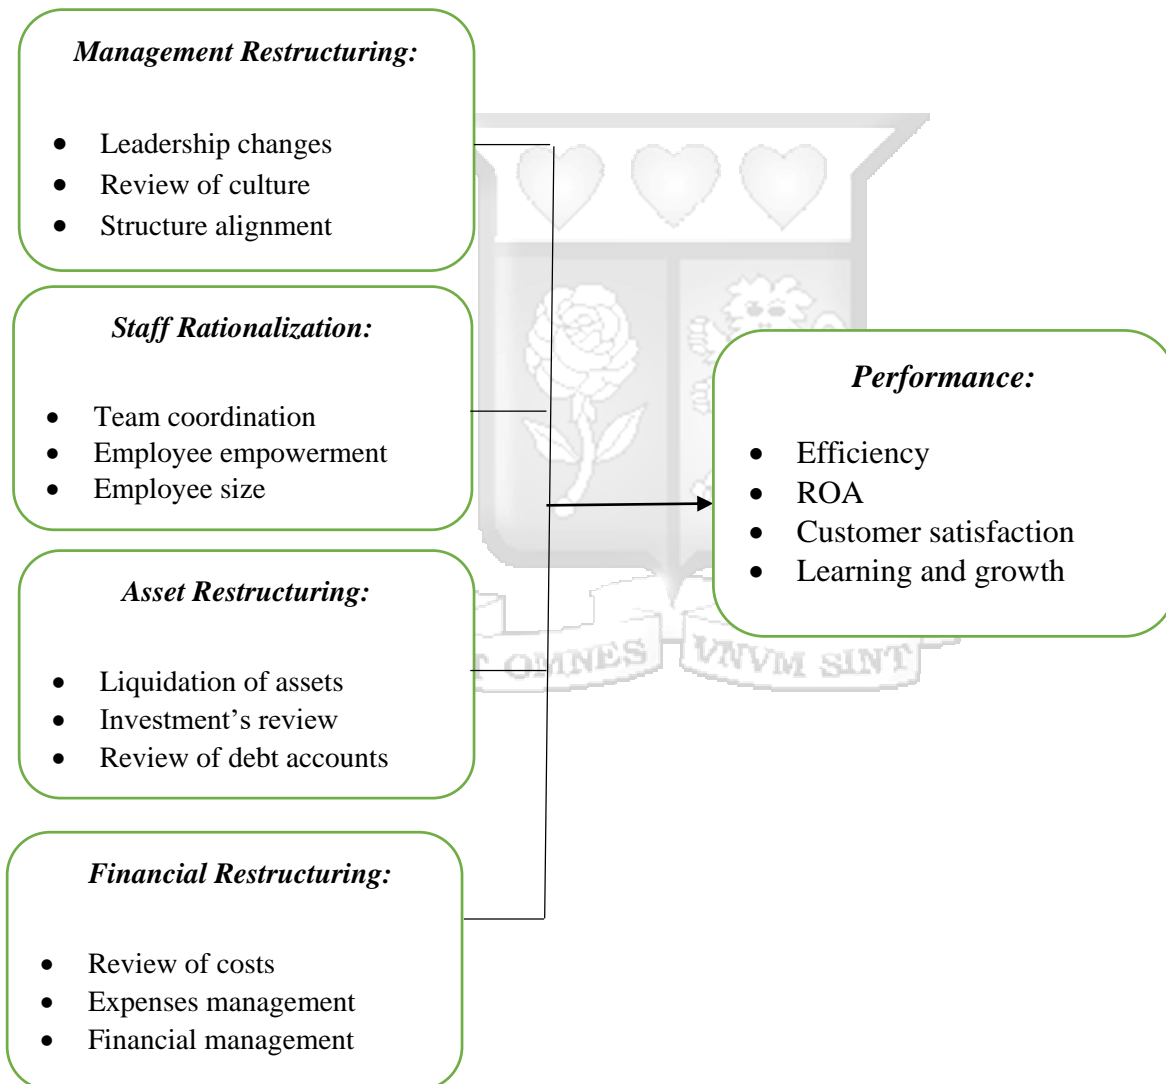 Management Restructuring:
• Leadership changes
• Review of culture
• Structure alignment
Staff Rationalization:
• Team coordination
• Employee empowerment
• Employee size
Asset Restructuring:
• Liquidation of assets
• Investment’s review
• Review of debt accounts
Financial Restructuring:
• Review of costs
• Expenses management
• Financial management
Performance:
• Efficiency
• ROA
• Customer satisfaction
• Learning and growth
OMNES VNVM SINT